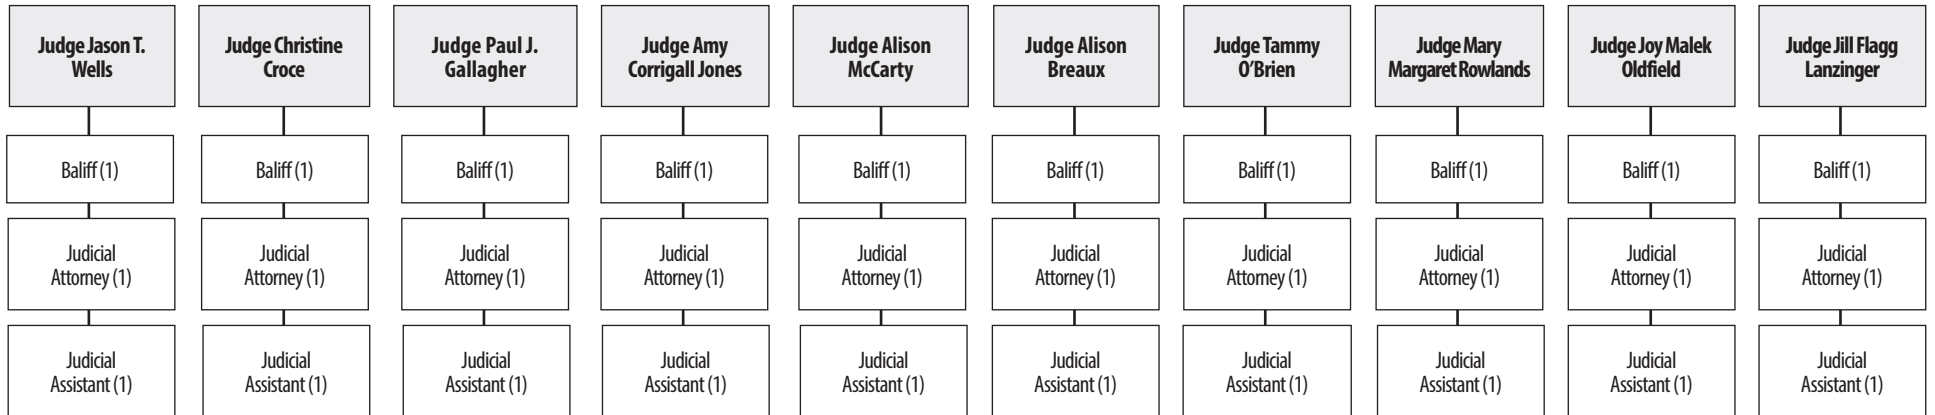 Judge Jason T.
Wells
Judge Christine
Croce
Judge Paul J.
Gallagher
Judge Amy
Corrigall Jones
Judge Alison
McCarty
Judge Alison
Breaux
Judge Tammy
O'Brien
Judge Mary
Margaret Rowlands
Judge Joy Malek
Oldfield
Judge Jill Flagg
Lanzinger
Baliff (1)
Baliff (1)
Baliff (1)
Baliff (1)
Baliff (1)
Baliff (1)
Baliff (1)
Baliff (1)
Baliff (1)
Baliff (1)
Judicial
Attorney (1)
Judicial
Attorney (1)
Judicial
Attorney (1)
Judicial
Attorney (1)
Judicial
Attorney (1)
Judicial
Attorney (1)
Judicial
Attorney (1)
Judicial
Attorney (1)
Judicial
Attorney (1)
Judicial
Attorney (1)
Judicial
Assistant (1)
Judicial
Assistant (1)
Judicial
Assistant (1)
Judicial
Assistant (1)
Judicial
Assistant (1)
Judicial
Assistant (1)
Judicial
Assistant (1)
Judicial
Assistant (1)
Judicial
Assistant (1)
Judicial
Assistant (1)